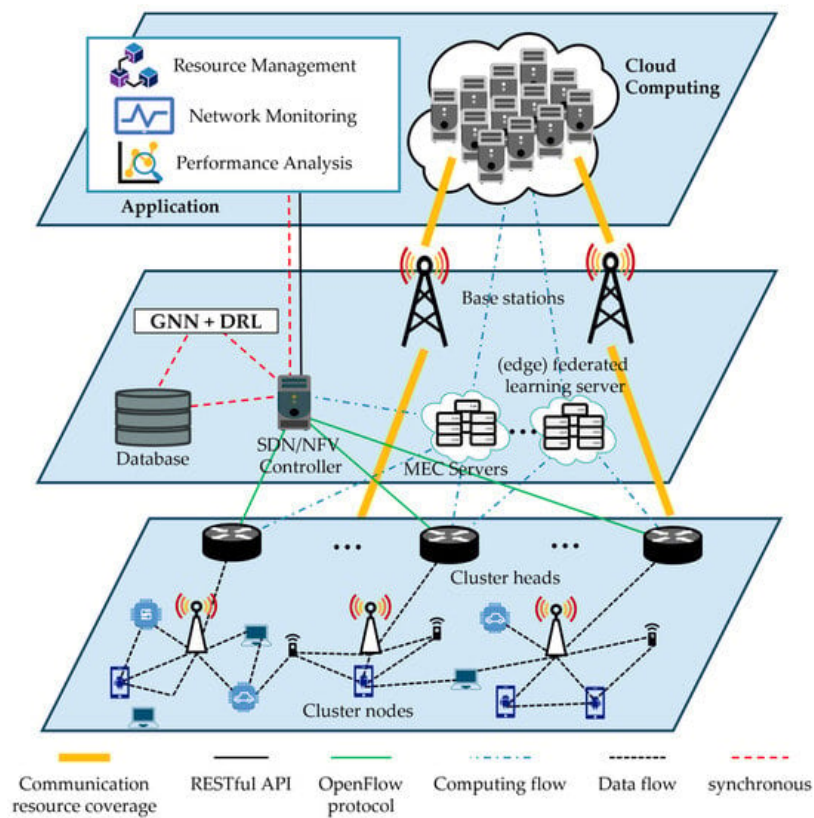 Resource Management
Network Monitoring
Performance Analysis
Application
Cloud
Computing
Base stations
GNN + DRL
(edge) federated
learning server
Database
SDN/NFV
Controller
MEC Servers
Cluster heads
Cluster nodes
Communication
resource coverage
RESTful API
OpenFlow
protocol
Computing flow
Data flow
synchronous